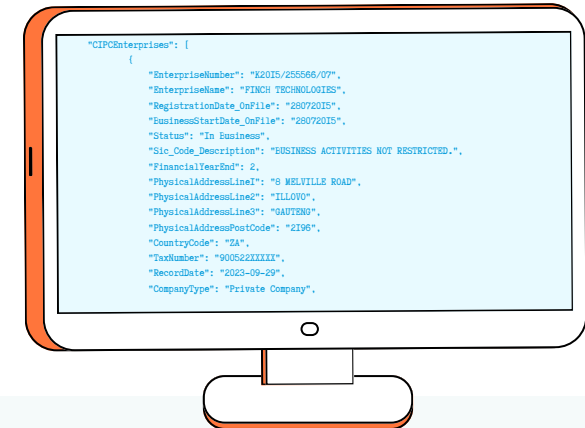 "CIPCEnterprises": [
{
"EnterpriseNumber": "K2015/255566/07",
"EnterpriseName": "FINCH TECHNOLOGIES",
"RegistrationDate_OnFile": "28072015",
"BusinessStartDate_OnFile": "28072015",
"Status": "In Business",
"Sic_Code_Description": "BUSINESS ACTIVITIES NOT RESTRICTED.",
"FinancialYearEnd": 2,
"PhysicalAddressLine1": "8 MELVILLE ROAD",
"PhysicalAddressLine2": "ILLOVO",
"PhysicalAddressLine3": "GAUTENG",
"PhysicalAddressPostCode": "2196",
"CountryCode": "ZA",
"TaxNumber": "900522XXXXX",
"RecordDate": "2023-09-29",
"CompanyType": "Private Company",